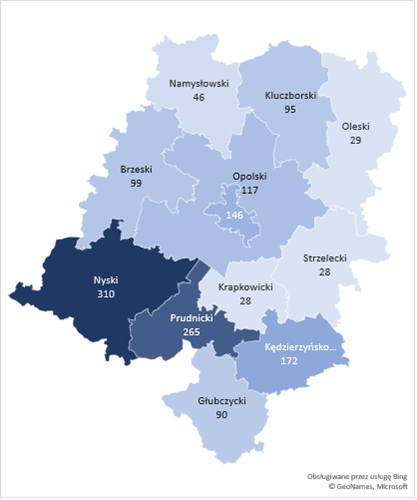 Namysłowski
46
Kluczborski
95
Oleski
29
Brzeski
99
Opolski
117
146
Strzelecki
28
Nyski
310
Krapkowicki
28
Prudnicki
265
Kędzierzyńsko...
172
Głubczycki
90
Obsługiwane przez usługę Bing
© GeoNames, Microsoft